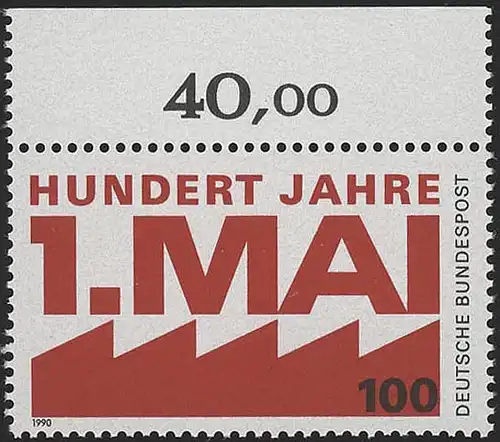 40,00
HUNDERT JAHRE
1.MAI
100
DEUTSCHE BUNDESPOST
1990